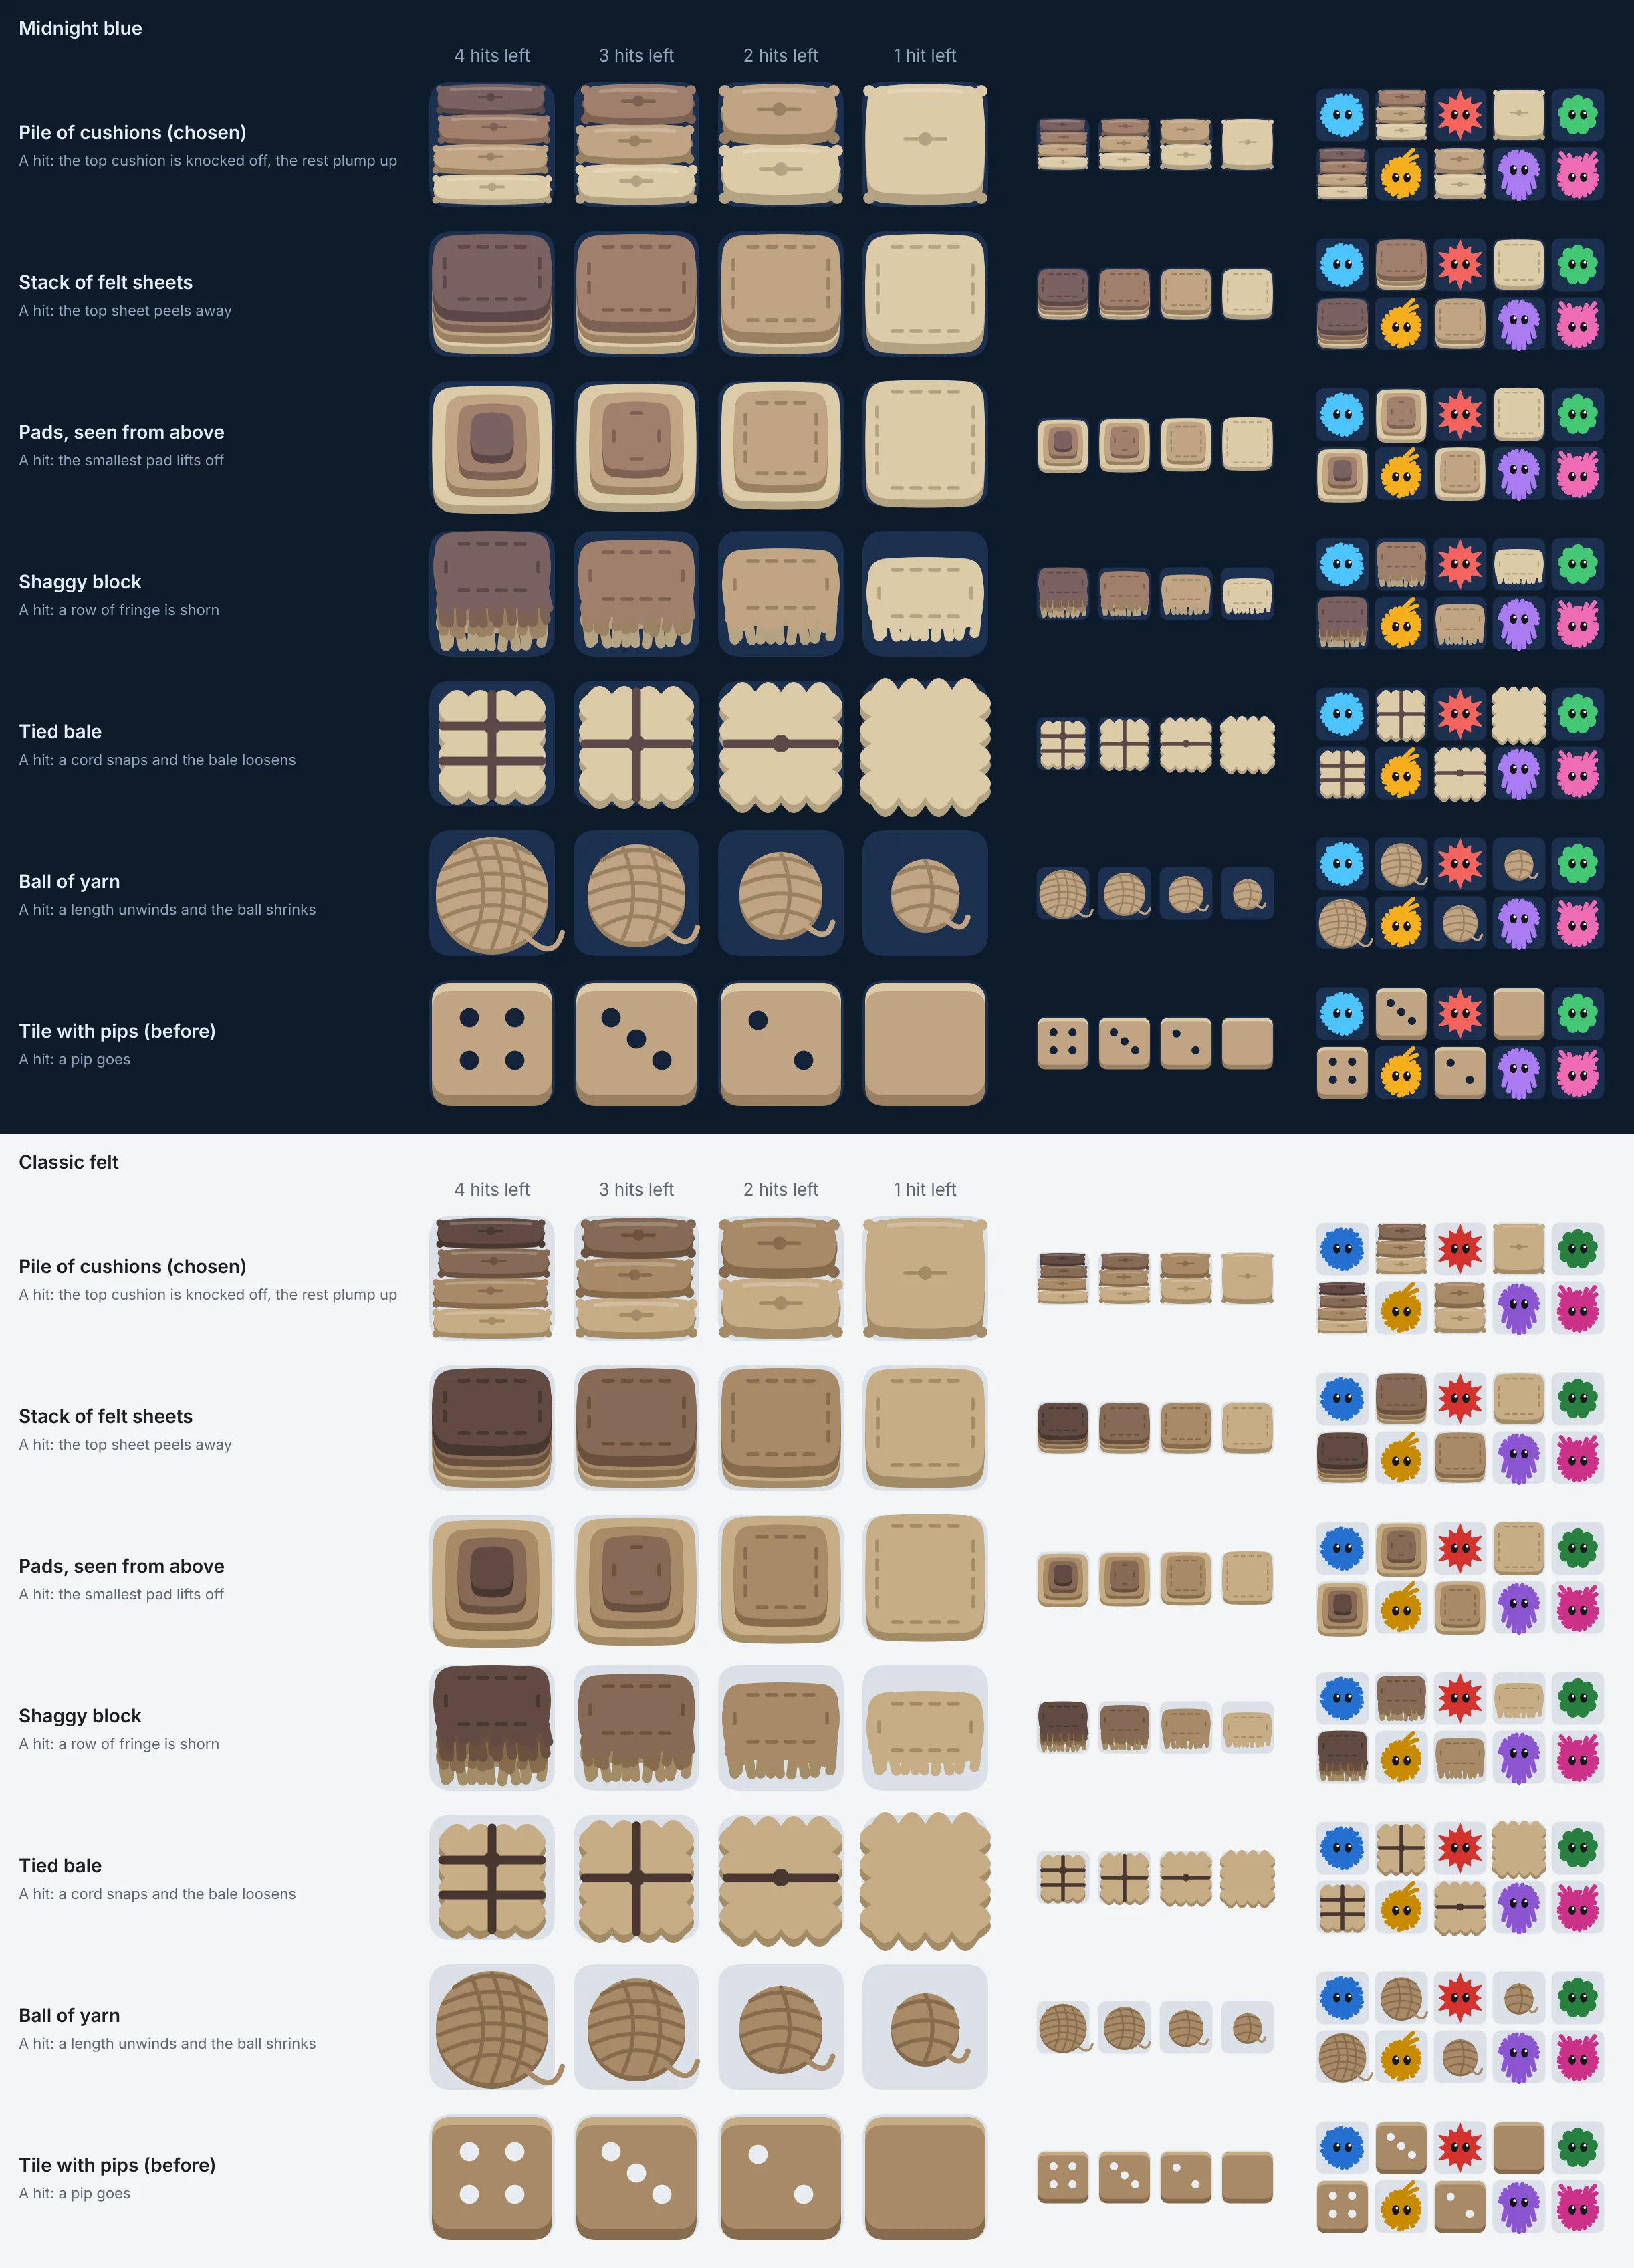 Midnight blue
4 hits left 3 hits left 2 hits left 1 hit left
Pile of cushions (chosen)
A hit: the top cushion is knocked off, the rest plump up
Stack of felt sheets
A hit: the top sheet peels away
Pads, seen from above
A hit: the smallest pad lifts off
Shaggy block
A hit: a row of fringe is shorn
Tied bale
A hit: a cord snaps and the bale loosens
Ball of yarn
A hit: a length unwinds and the ball shrinks
Tile with pips (before)
A hit: a pip goes
Classic felt
4 hits left 3 hits left 2 hits left 1 hit left
Pile of cushions (chosen)
A hit: the top cushion is knocked off, the rest plump up
Stack of felt sheets
A hit: the top sheet peels away
Pads, seen from above
A hit: the smallest pad lifts off
Shaggy block
A hit: a row of fringe is shorn
Tied bale
A hit: a cord snaps and the bale loosens
Ball of yarn
A hit: a length unwinds and the ball shrinks
Tile with pips (before)
A hit: a pip goes